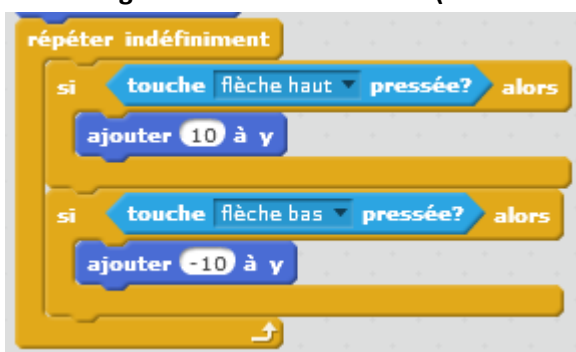 répéter indéfiniment
si touche flèche haut pressée? alors
ajouter 10 à y
si touche flèche bas pressée? alors
ajouter -10 à y